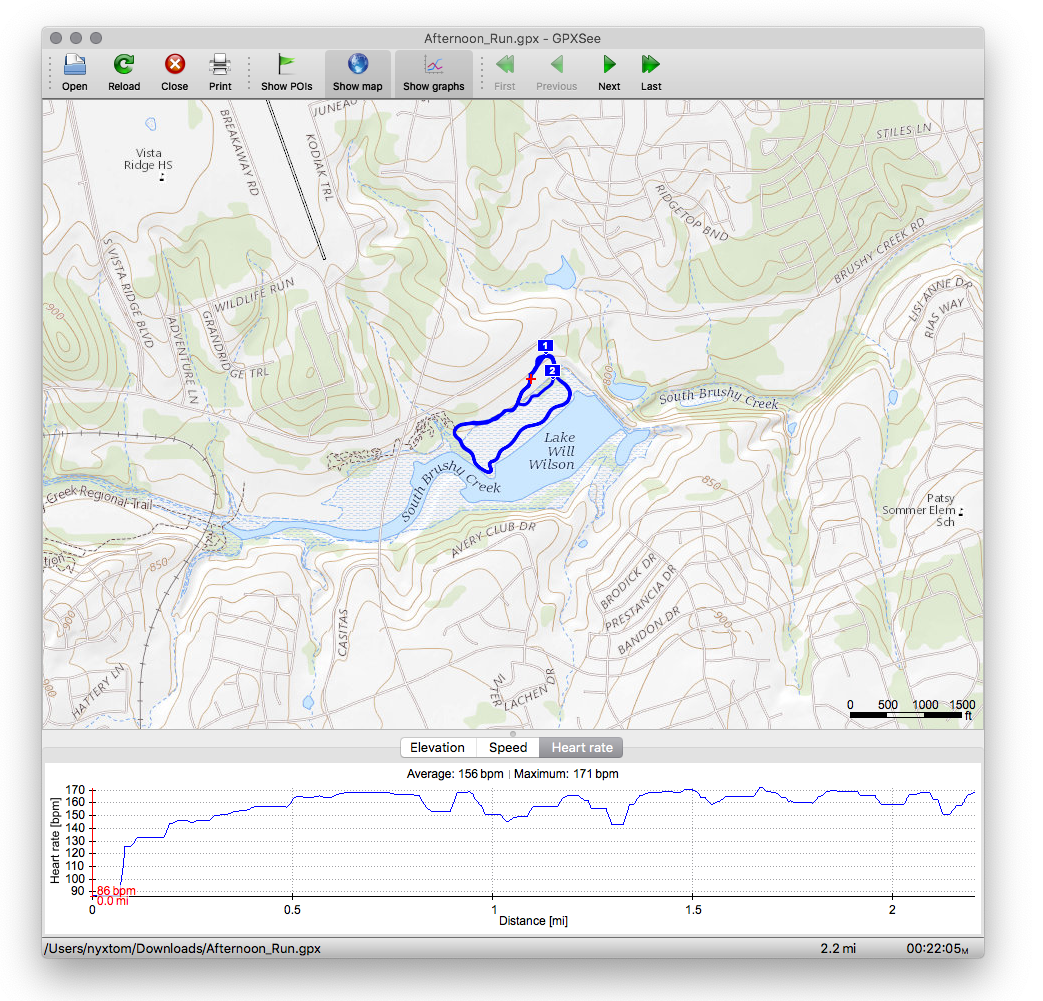 Afternoon_Run.gpx - GPXSee
Open Reload Close Print Show POIs Show map Show graphs First Previous Next Last
JUNEAU
STILES LN
BREAKAWAY RD
KODIAK TRL
Vista
Ridge HS
RIDGETOP BND
BRUSHY CREEK RD
S VISTA RIDGE BLVD
WILDLIFE RUN
LISI ANNE DR
RIAS WAY
900
ADVENTURE LN
GRANDRIDGE TRL
1
2
800
South Brushy Creek
Lake
Will
Wilson
South Brushy Creek
850
Creek Regional Trail
Patsy
Sommer Elem
Sch
AVERY CLUB DR
tion
850
BRODICK DR
PRESTANCIA DR
BANDON DR
900
900
CASITAS
HATTERY LN
900
LACHEN DR
0 500 1000 1500
ft
Elevation Speed Heart rate
Average: 156 bpm | Maximum: 171 bpm
Heart rate [bpm]
170
160
150
140
130
120
110
100
90
86 bpm
0.0 mi
0 0.5 1 1.5 2
Distance [mi]
/Users/nyxtom/Downloads/Afternoon_Run.gpx 2.2 mi 00:22:05M